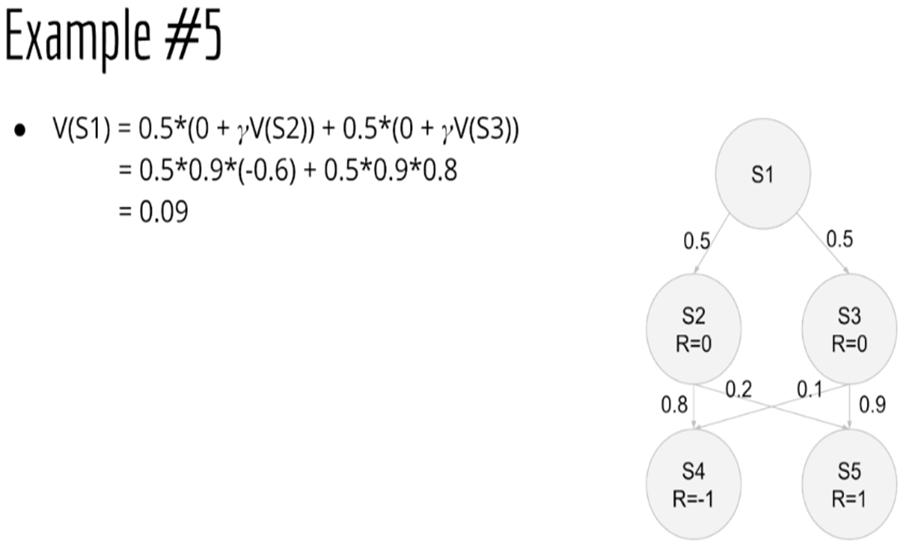 Example #5
• V(S1) = 0.5*(0 + γV(S2)) + 0.5*(0 + γV(S3))
= 0.5*0.9*(-0.6) + 0.5*0.9*0.8
= 0.09
S1
0.5
0.5
S2
R=0
S3
R=0
0.8
0.2
0.1
0.9
S4
R=-1
S5
R=1